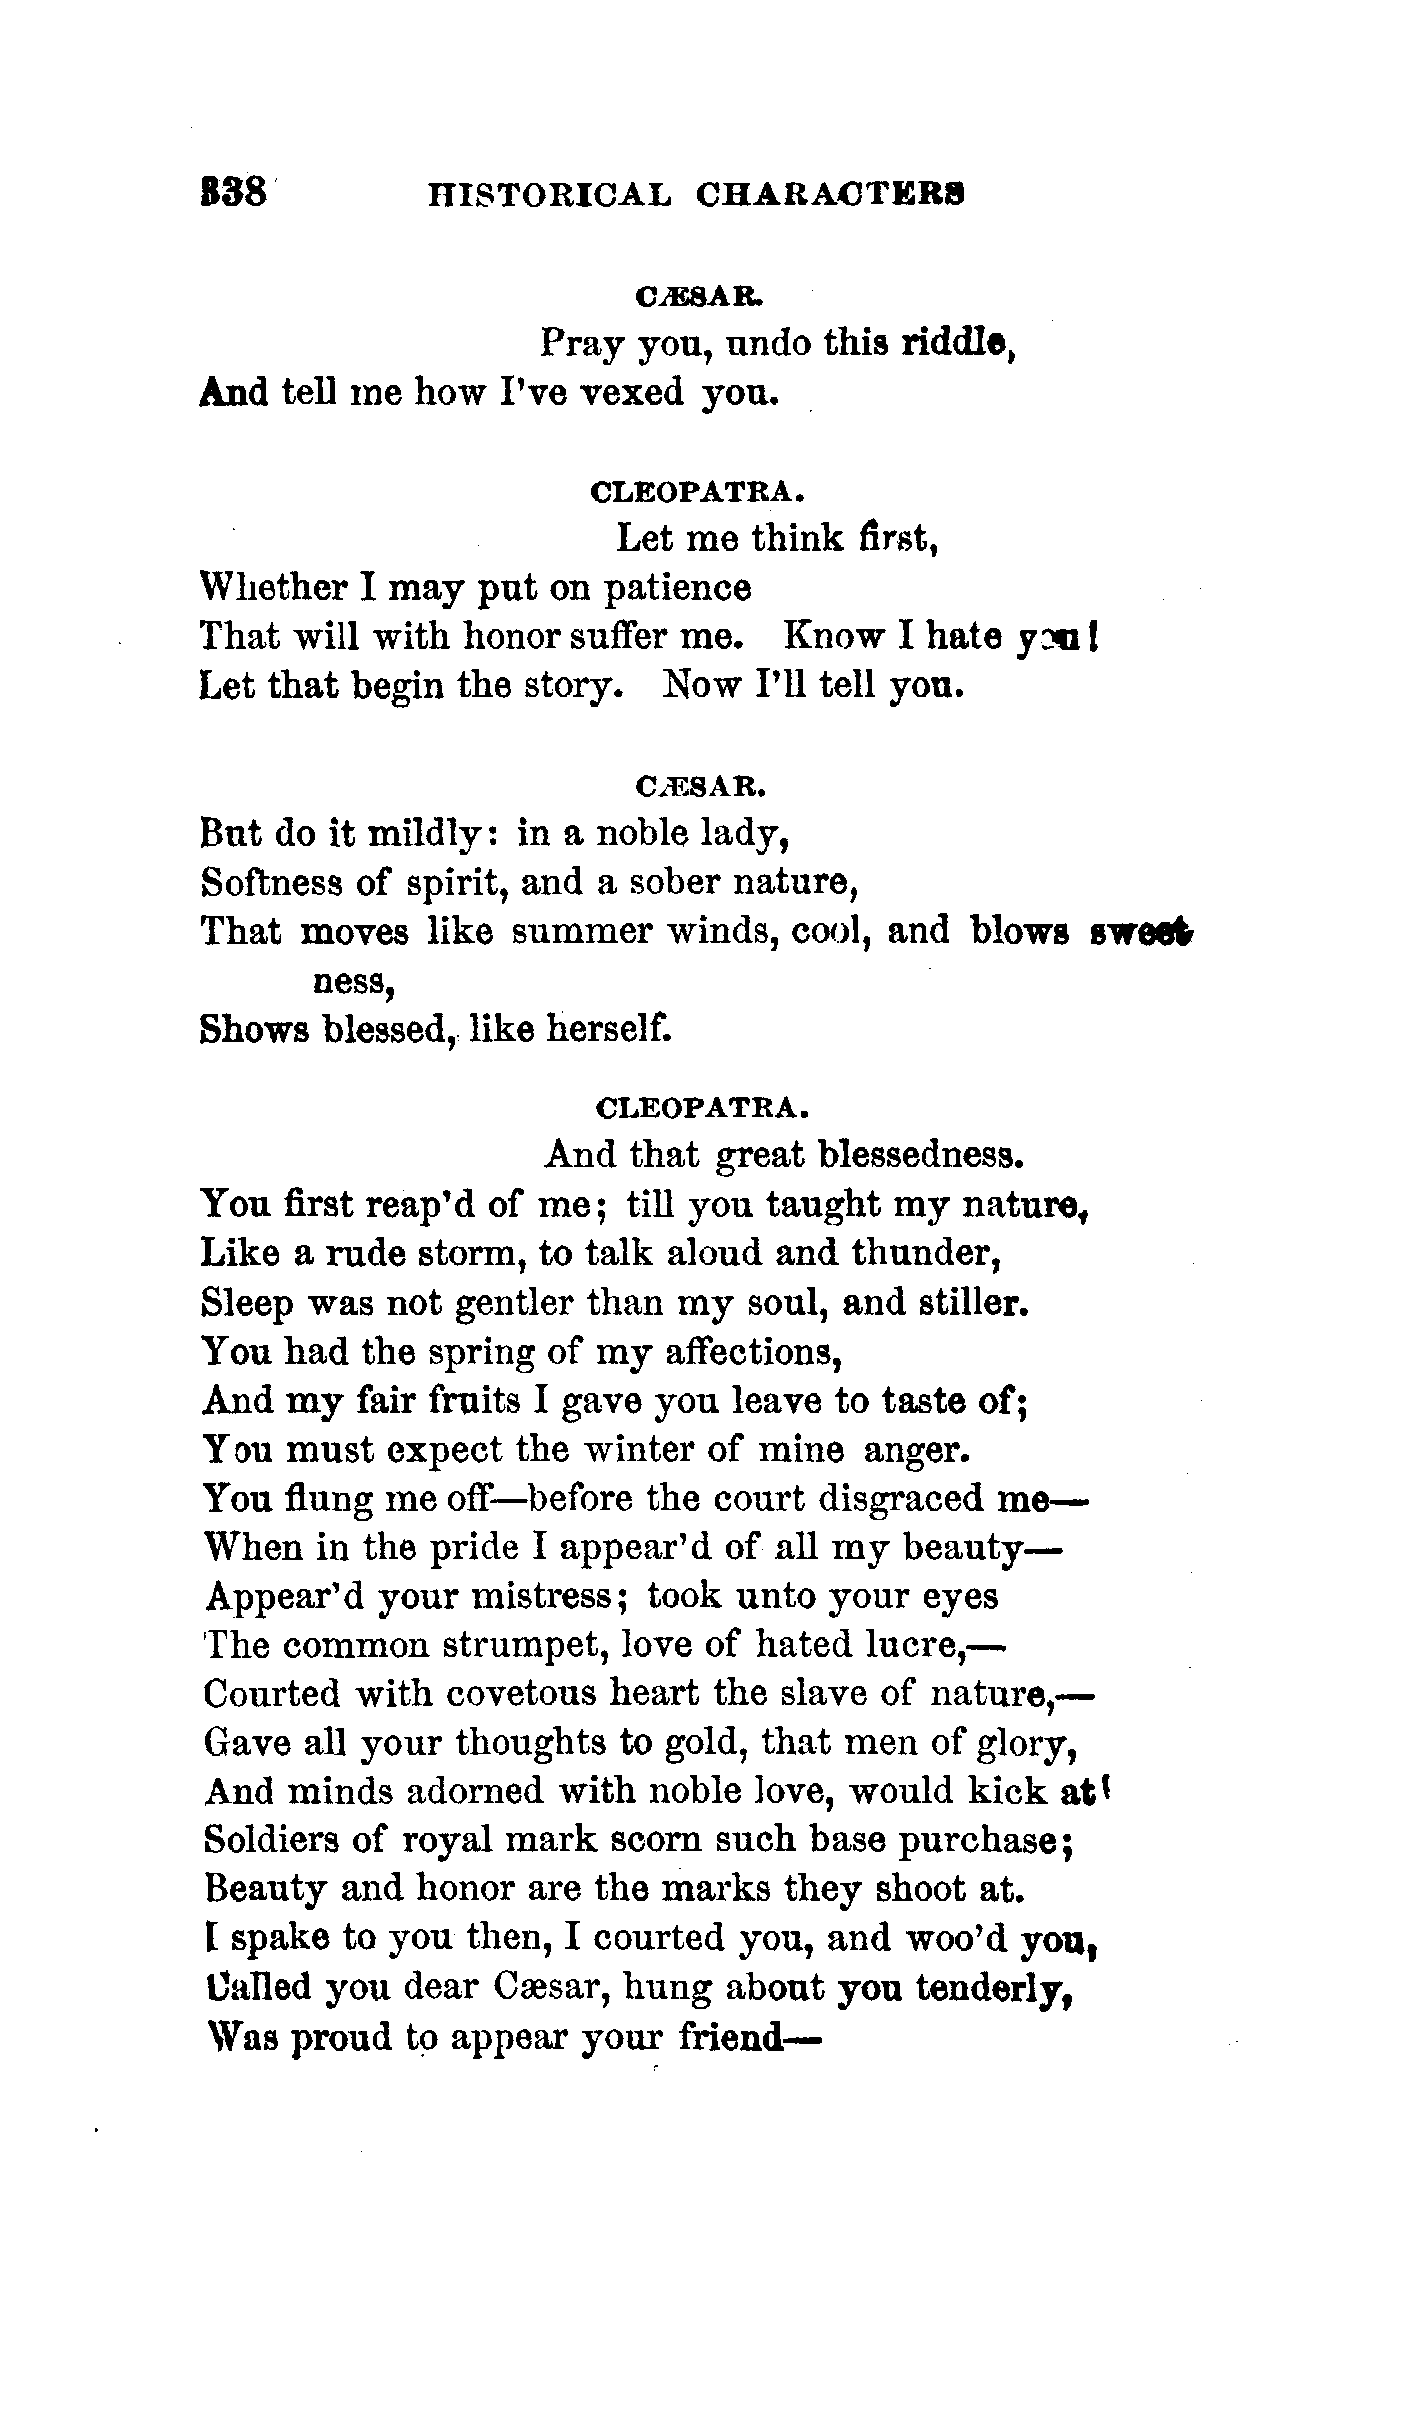 338 HISTORICAL CHARACTERS
CÆSAR.
Pray you, undo this riddle,
And tell me how I've vexed you.
CLEOPATRA.
Let me think first,
Whether I may put on patience
That will with honor suffer me. Know I hate you!
Let that begin the story. Now I'll tell you.
CÆSAR.
But do it mildly: in a noble lady,
Softness of spirit, and a sober nature,
That moves like summer winds, cool, and blows sweet
ness,
Shows blessed, like herself.
CLEOPATRA.
And that great blessedness.
You first reap'd of me; till you taught my nature,
Like a rude storm, to talk aloud and thunder,
Sleep was not gentler than my soul, and stiller.
You had the spring of my affections,
And my fair fruits I gave you leave to taste of;
You must expect the winter of mine anger.
You flung me off—before the court disgraced me—
When in the pride I appear'd of all my beauty—
Appear'd your mistress; took unto your eyes
The common strumpet, love of hated lucre,—
Courted with covetous heart the slave of nature,—
Gave all your thoughts to gold, that men of glory,
And minds adorned with noble love, would kick at!
Soldiers of royal mark scorn such base purchase;
Beauty and honor are the marks they shoot at.
I spake to you then, I courted you, and woo'd you,
Called you dear Cæsar, hung about you tenderly,
Was proud to appear your friend—